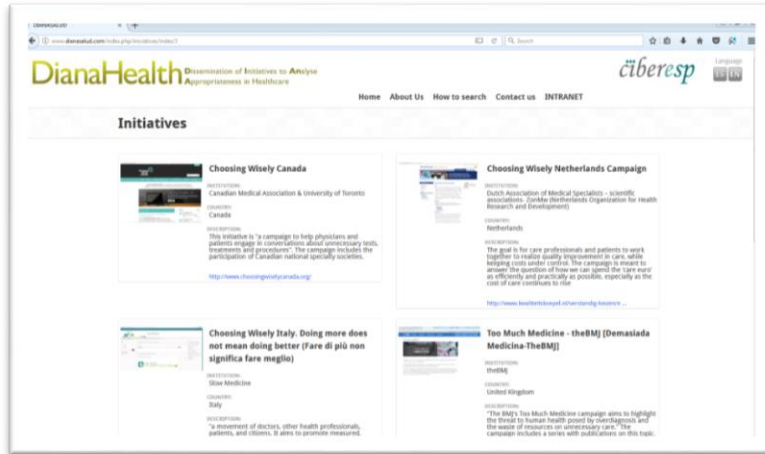 DIANASALUD
www.dianasalud.com/index.php/iniciativas/index/3
Search
DianaHealth Dissemination of Initiatives to Analyse
Appropriateness in Healthcare
ciberesp
Language
ES EN
Home About Us How to search Contact us INTRANET
Initiatives
Choosing Wisely Canada
INSTITUTION:
Canadian Medical Association & University of Toronto
COUNTRY:
Canada
DESCRIPTION:
This initiative is "a campaign to help physicians and
patients engage in conversations about unnecessary tests,
treatments and procedures". The campaign includes the
participation of Canadian national specialty societies.
http://www.choosingwiselycanada.org/
Choosing Wisely Netherlands Campaign
INSTITUTION:
Dutch Association of Medical Specialists – scientific
associations- ZonMw (Netherlands Organization for Health
Research and Development)
COUNTRY:
Netherlands
DESCRIPTION:
The goal is for care professionals and patients to work
together to realize quality improvement in care, while
keeping costs under control. The campaign is meant to
answer the question of how we can spend the 'care euro'
as efficiently and practically as possible, especially as the
cost of care continues to rise
Choosing Wisely Italy. Doing more does
not mean doing better (Fare di più non
significa fare meglio)
INSTITUTION:
Slow Medicine
COUNTRY:
Italy
DESCRIPTION:
"a movement of doctors, other health professionals,
patients, and citizens. It aims to promote measured,
Too Much Medicine - theBMJ [Demasiada
Medicina-TheBMJ]
INSTITUTION:
theBMJ
COUNTRY:
United Kingdom
DESCRIPTION:
"The BMJ's Too Much Medicine campaign aims to highlight
the threat to human health posed by overdiagnosis and
the waste of resources on unnecessary care." The
campaign includes a series with publications on this topic.